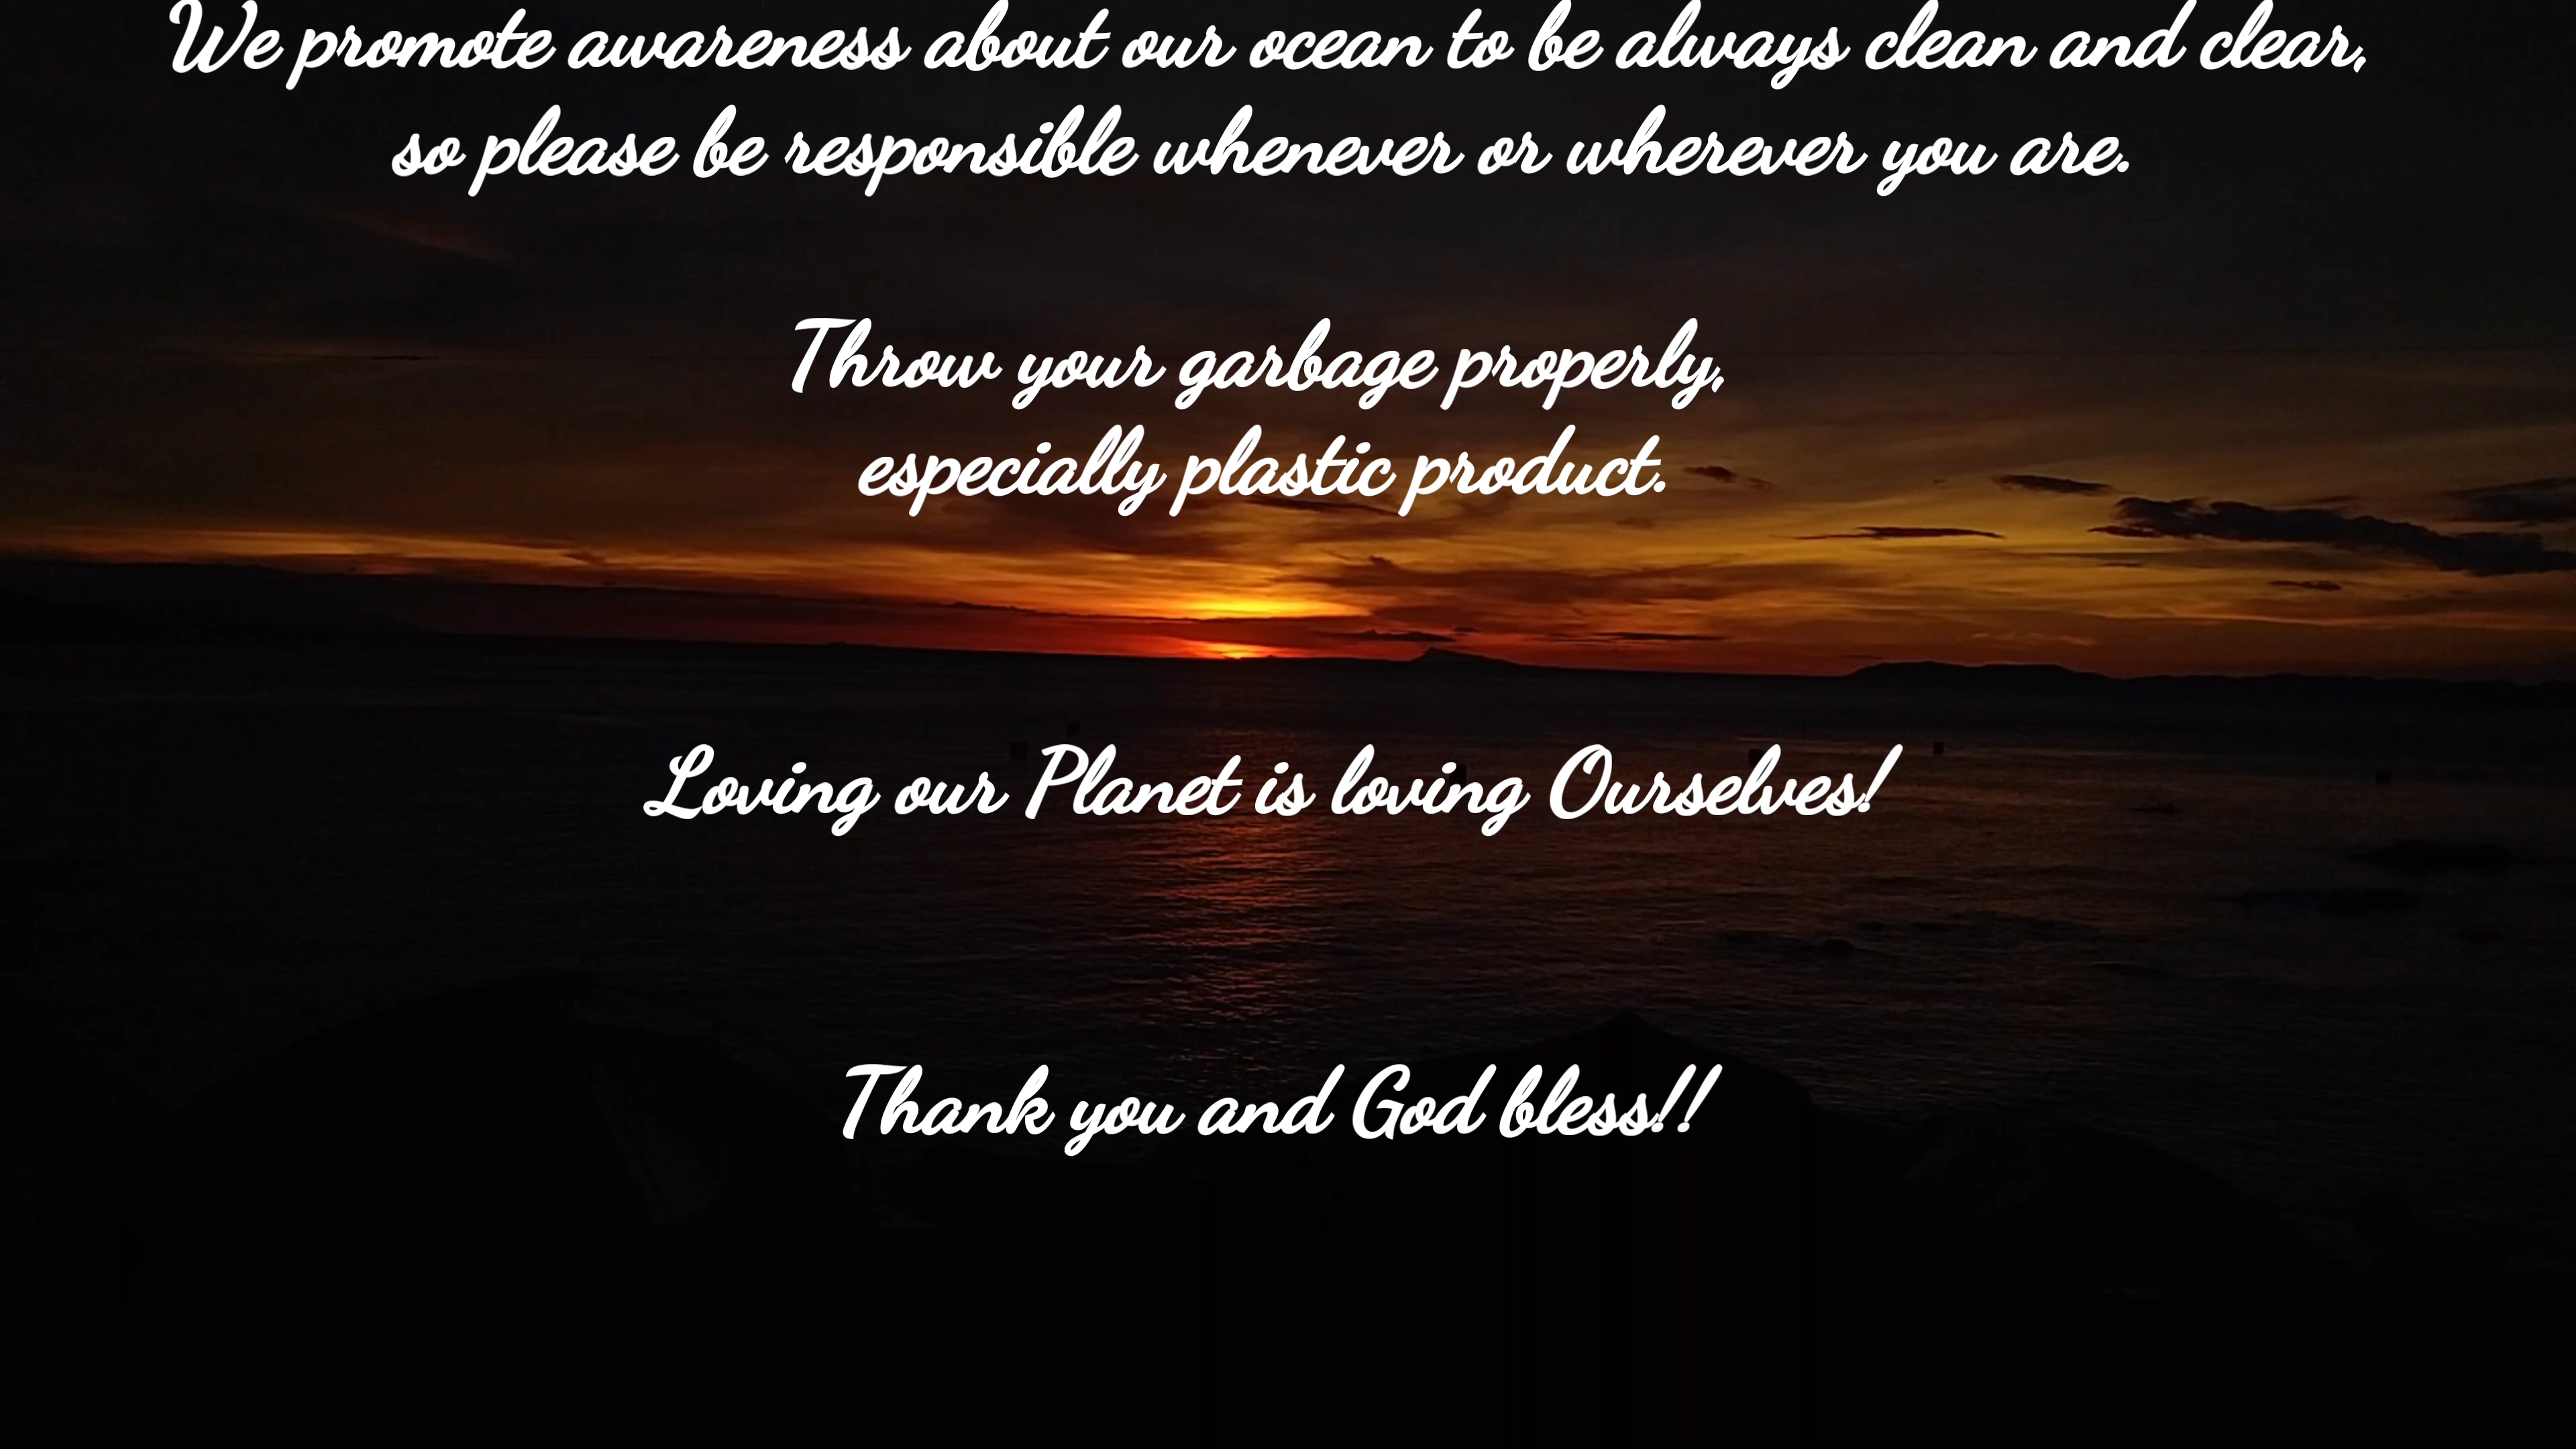 We promote awareness about our ocean to be always clean and clear,
so please be responsible whenever or wherever you are.
Throw your garbage properly,
especially plastic product.
Loving our Planet is loving Ourselves!
Thank you and God bless!!